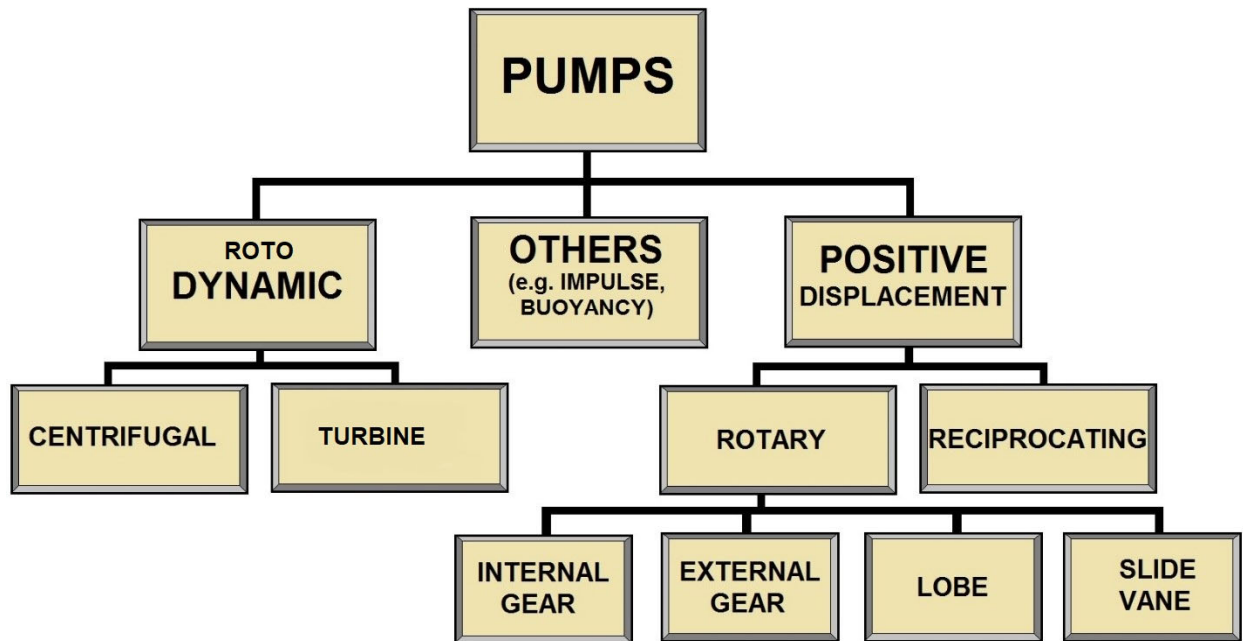 PUMPS
ROTO
DYNAMIC
OTHERS
(e.g. IMPULSE,
BUOYANCY)
POSITIVE
DISPLACEMENT
CENTRIFUGAL
TURBINE
ROTARY
RECIPROCATING
INTERNAL
GEAR
EXTERNAL
GEAR
LOBE
SLIDE
VANE